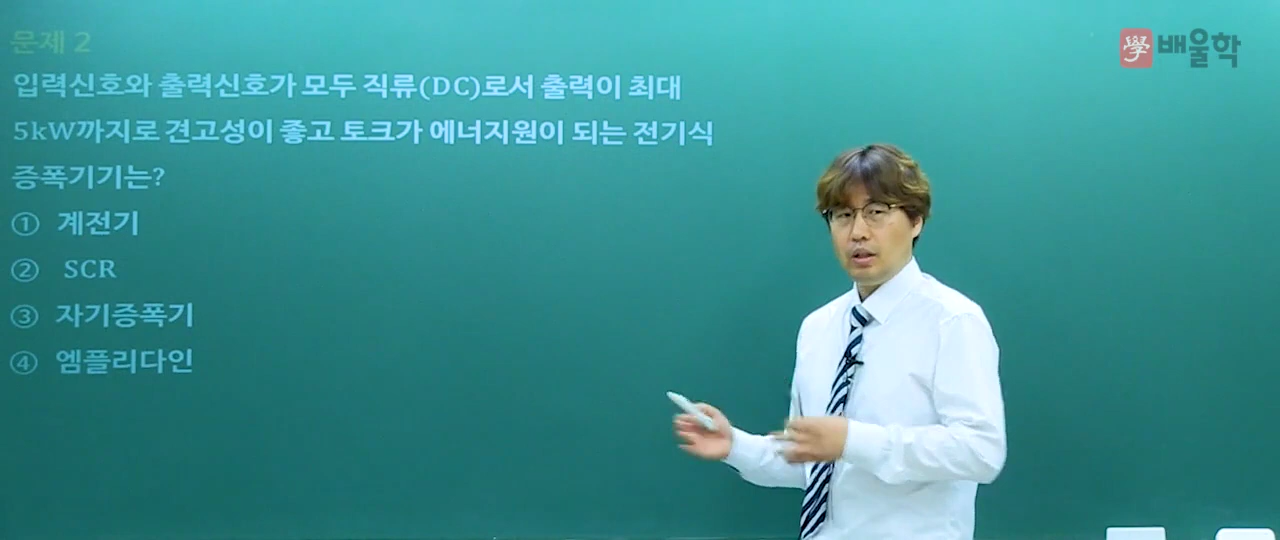 문제 2
입력신호와 출력신호가 모두 직류(DC)로서 출력이 최대
5kW까지로 견고성이 좋고 토크가 에너지원이 되는 전기식
증폭기기는?
① 계전기
② SCR
③ 자기증폭기
④ 엠플리다인
學 배울학